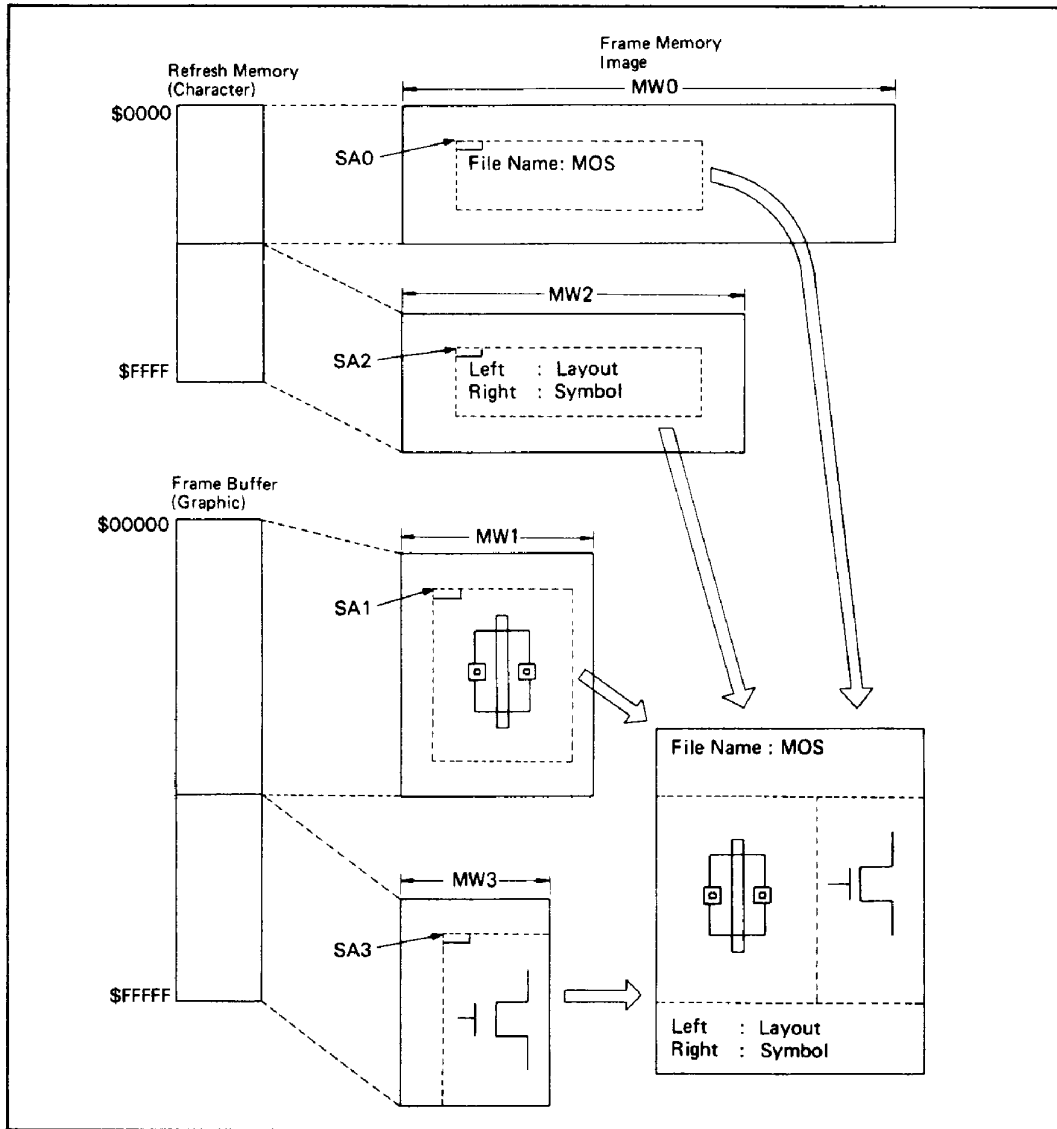 Frame Memory
Image
Refresh Memory
(Character)
MW0
$0000
SA0
File Name: MOS
MW2
SA2
Left : Layout
Right : Symbol
$FFFF
Frame Buffer
(Graphic)
$00000
MW1
SA1
File Name : MOS
MW3
SA3
$FFFFF
Left : Layout
Right : Symbol